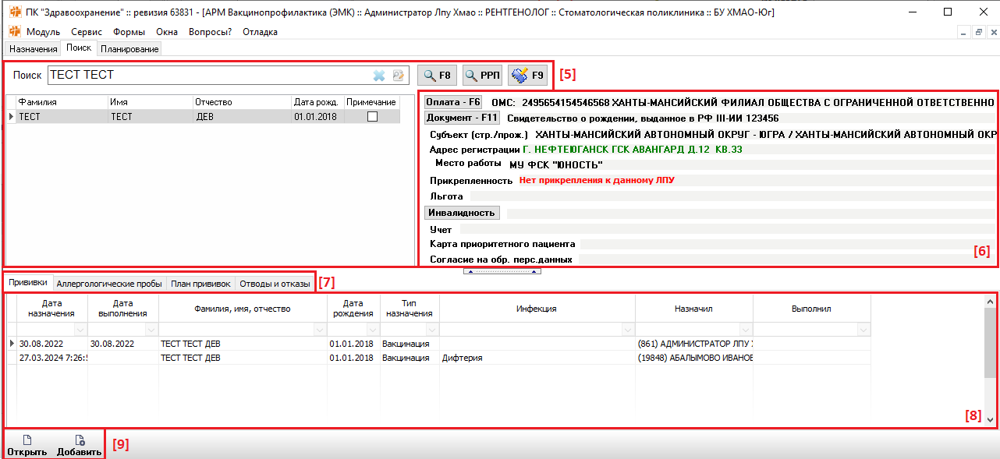 ПК "Здравоохранение" :: ревизия 63831 - [АРМ Вакцинопрофилактика (ЭМК) :: Администратор Лпу Хмао :: РЕНТГЕНОЛОГ :: Стоматологическая поликлиника :: БУ ХМАО-Юг]
Модуль Сервис Формы Окна Вопросы? Отладка
Назначения Поиск Планирование
Поиск ТЕСТ ТЕСТ F8 РРП F9 [5]
Фамилия Имя Отчество Дата рожд. Примечание
ТЕСТ ТЕСТ ДЕВ 01.01.2018
Оплата - F6 ОМС: 2495654154546568 ХАНТЫ-МАНСИЙСКИЙ ФИЛИАЛ ОБЩЕСТВА С ОГРАНИЧЕННОЙ ОТВЕТСТВЕННО
Документ - F11 Свидетельство о рождении, выданное в РФ III-ИИ 123456
Субъект (стр./прож.) ХАНТЫ-МАНСИЙСКИЙ АВТОНОМНЫЙ ОКРУГ - ЮГРА / ХАНТЫ-МАНСИЙСКИЙ АВТОНОМНЫЙ ОКР
Адрес регистрации Г. НЕФТЕЮГАНСК ГСК АВАНГАРД Д.12 КВ.33
Место работы МУ ФСК "ЮНОСТЬ"
Прикрепленность Нет прикрепления к данному ЛПУ
Льгота
Инвалидность
Учет
Карта приоритетного пациента
Согласие на обр. перс.данных
[6]
Прививки Аллергологические пробы План прививок Отводы и отказы [7]
Дата назначения Дата выполнения Фамилия, имя, отчество Дата рождения Тип назначения Инфекция Назначил Выполнил
30.08.2022 30.08.2022 ТЕСТ ТЕСТ ДЕВ 01.01.2018 Вакцинация (861) АДМИНИСТРАТОР ЛПУ
27.03.2024 7:26: ТЕСТ ТЕСТ ДЕВ 01.01.2018 Вакцинация Дифтерия (19848) АБАЛЫМОВО ИВАНОВ
[8]
Открыть Добавить [9]